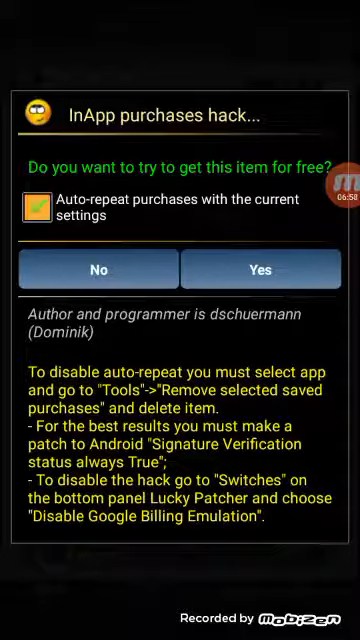 InApp purchases hack...
Do you want to try to get this item for free?
Auto-repeat purchases with the current
settings
06:58
No
Yes
Author and programmer is dschuermann
(Dominik)
To disable auto-repeat you must select app
and go to "Tools"->"Remove selected saved
purchases" and delete item.
- For the best results you must make a
patch to Android "Signature Verification
status always True";
- To disable the hack go to "Switches" on
the bottom panel Lucky Patcher and choose
"Disable Google Billing Emulation".
Recorded by Mobizen